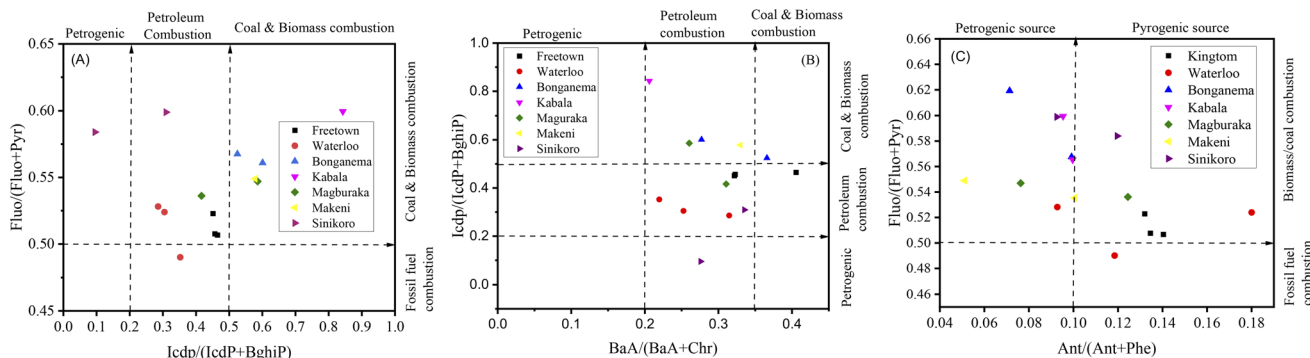 Petrogenic
Petroleum
Combustion
Coal & Biomass combustion
(A)
0.65
0.60
0.55
0.50
0.45
Fluo/(Fluo+Pyr)
Freetown
Waterloo
Bonganema
Kabala
Magburaka
Makeni
Sinikoro
Coal & Biomass combustion
Fossil fuel
combustion
0.0 0.1 0.2 0.3 0.4 0.5 0.6 0.7 0.8 0.9 1.0
Icdp/(IcdP+BghiP)
Petrogenic
Petroleum
combustion
Coal & Biomass
combustion
(B)
1.0
0.8
0.6
0.4
0.2
0.0
Icdp/(IcdD+BghiP)
Freetown
Waterloo
Bonganema
Kabala
Maguraka
Makeni
Sinikoro
Coal & Biomass
combustion
Petroleum
combustion
Petrogenic
0.0 0.1 0.2 0.3 0.4
BaA/(BaA+Chr)
Petrogenic source
Pyrogenic source
(C)
0.66
0.64
0.62
0.60
0.58
0.56
0.54
0.52
0.50
0.48
0.46
0.44
Fluo/(Fluo+Pyr)
Kingtom
Waterloo
Bonganema
Kabala
Magburaka
Makeni
Sinikoro
Biomass/coal combustion
Fossil fuel
combustion
0.04 0.06 0.08 0.10 0.12 0.14 0.16 0.18
Ant/(Ant+Phe)